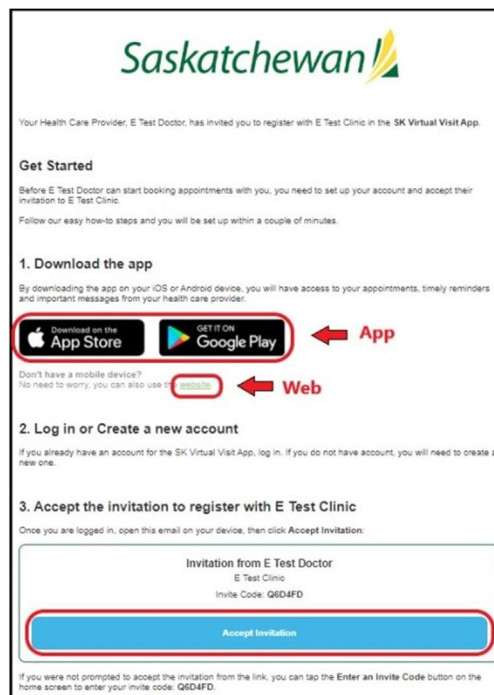 Saskatchewan
Your Health Care Provider, E Test Doctor, has invited you to register with E Test Clinic in the SK Virtual Visit App.
Get Started
Before E Test Doctor can start booking appointments with you, you need to set up your account and accept their
invitation to E Test Clinic.
Follow our easy how-to steps and you will be set up within a couple of minutes.
1. Download the app
By downloading the app on your iOS or Android device, you will have access to your appointments, timely reminders
and important messages from your health care provider.
Download on the
App Store
GET IT ON
Google Play
App
Don't have a mobile device?
No need to worry, you can also use the website.
Web
2. Log in or Create a new account
If you already have an account for the SK Virtual Visit App, log in. If you do not have account, you will need to create a
new one.
3. Accept the invitation to register with E Test Clinic
Once you are logged in, open this email on your device, then click Accept Invitation:
Invitation from E Test Doctor
E Test Clinic
Invite Code: Q6D4FD
Accept Invitation
If you were not prompted to accept the invitation from the link, you can tap the Enter an Invite Code button on the
home screen to enter your invite code: Q6D4FD.